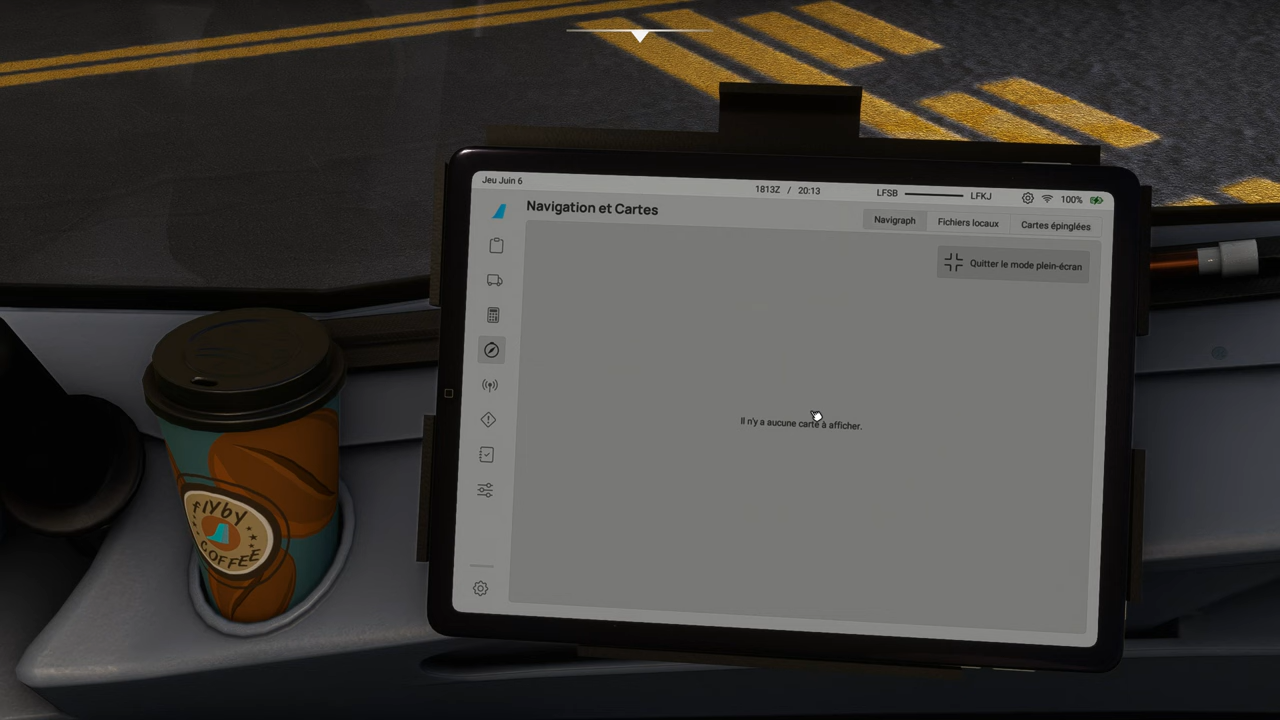 Jeu Juin 6
1813Z / 20:13
LFSB
LFKJ
100%
Navigation et Cartes
Navigraph
Fichiers locaux
Cartes épinglées
Quitter le mode plein-écran
Il n'y a aucune carte à afficher.
flyby
COFFEE